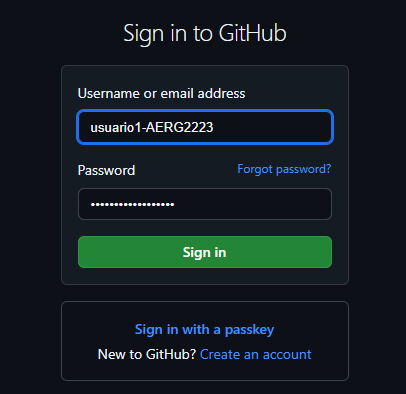 Sign in to GitHub
Username or email address
usuario1-AERG2223
Password Forgot password?
••••••••••••••••••
Sign in
Sign in with a passkey
New to GitHub? Create an account